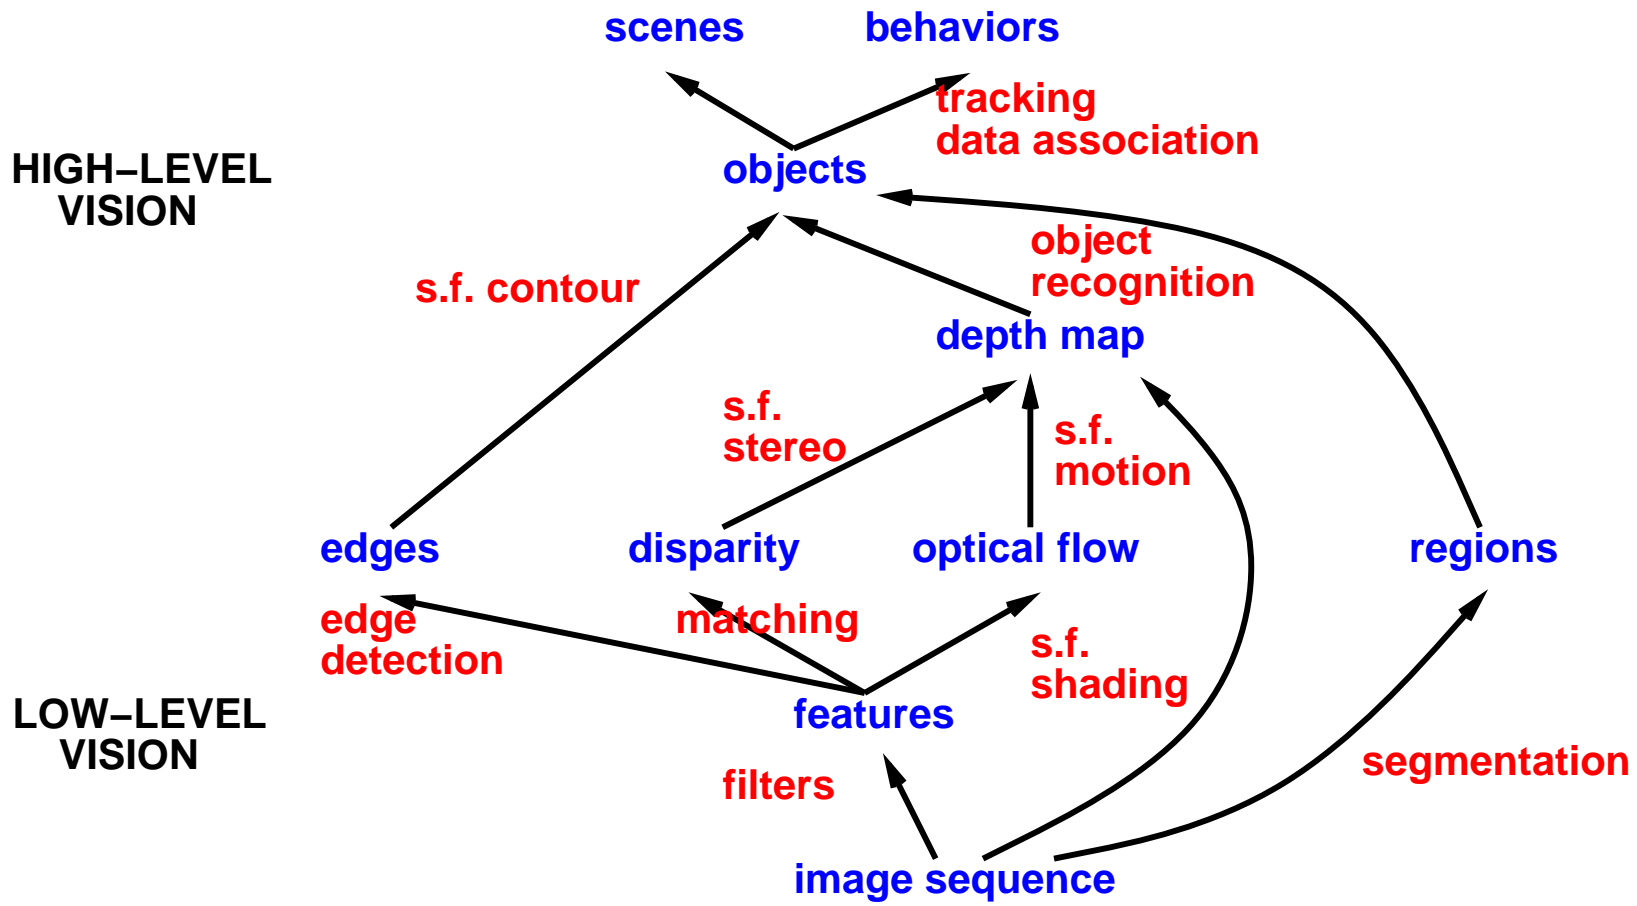 scenes behaviors
tracking
data association
HIGH–LEVEL
VISION
objects
object
recognition
s.f. contour
depth map
s.f.
stereo
s.f.
motion
edges disparity optical flow regions
edge
detection
matching
s.f.
shading
LOW–LEVEL
VISION
features
filters
segmentation
image sequence